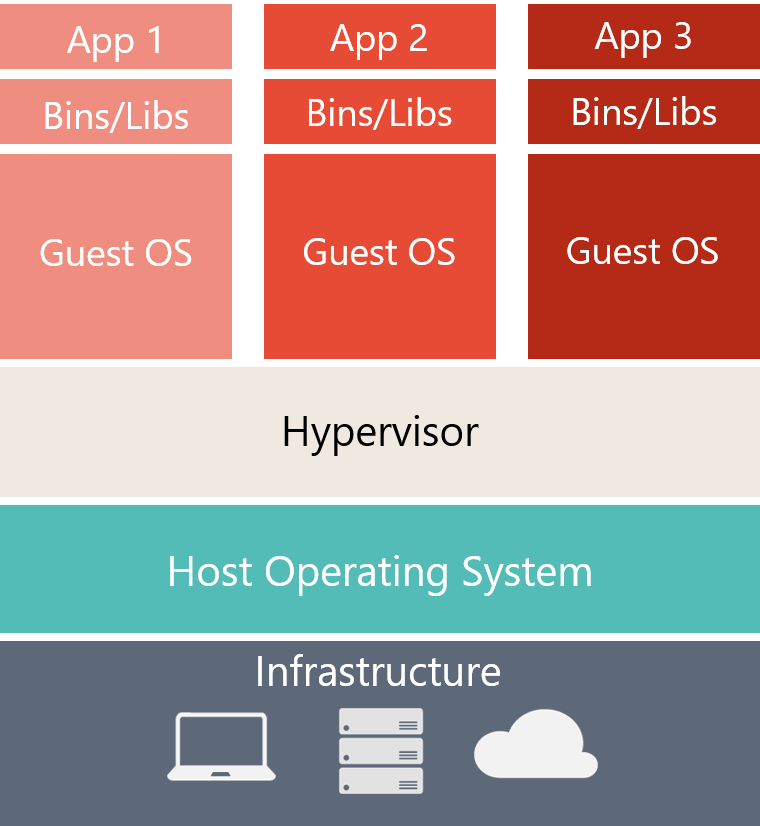 App 1
App 2
App 3
Bins/Libs
Bins/Libs
Bins/Libs
Guest OS
Guest OS
Guest OS
Hypervisor
Host Operating System
Infrastructure